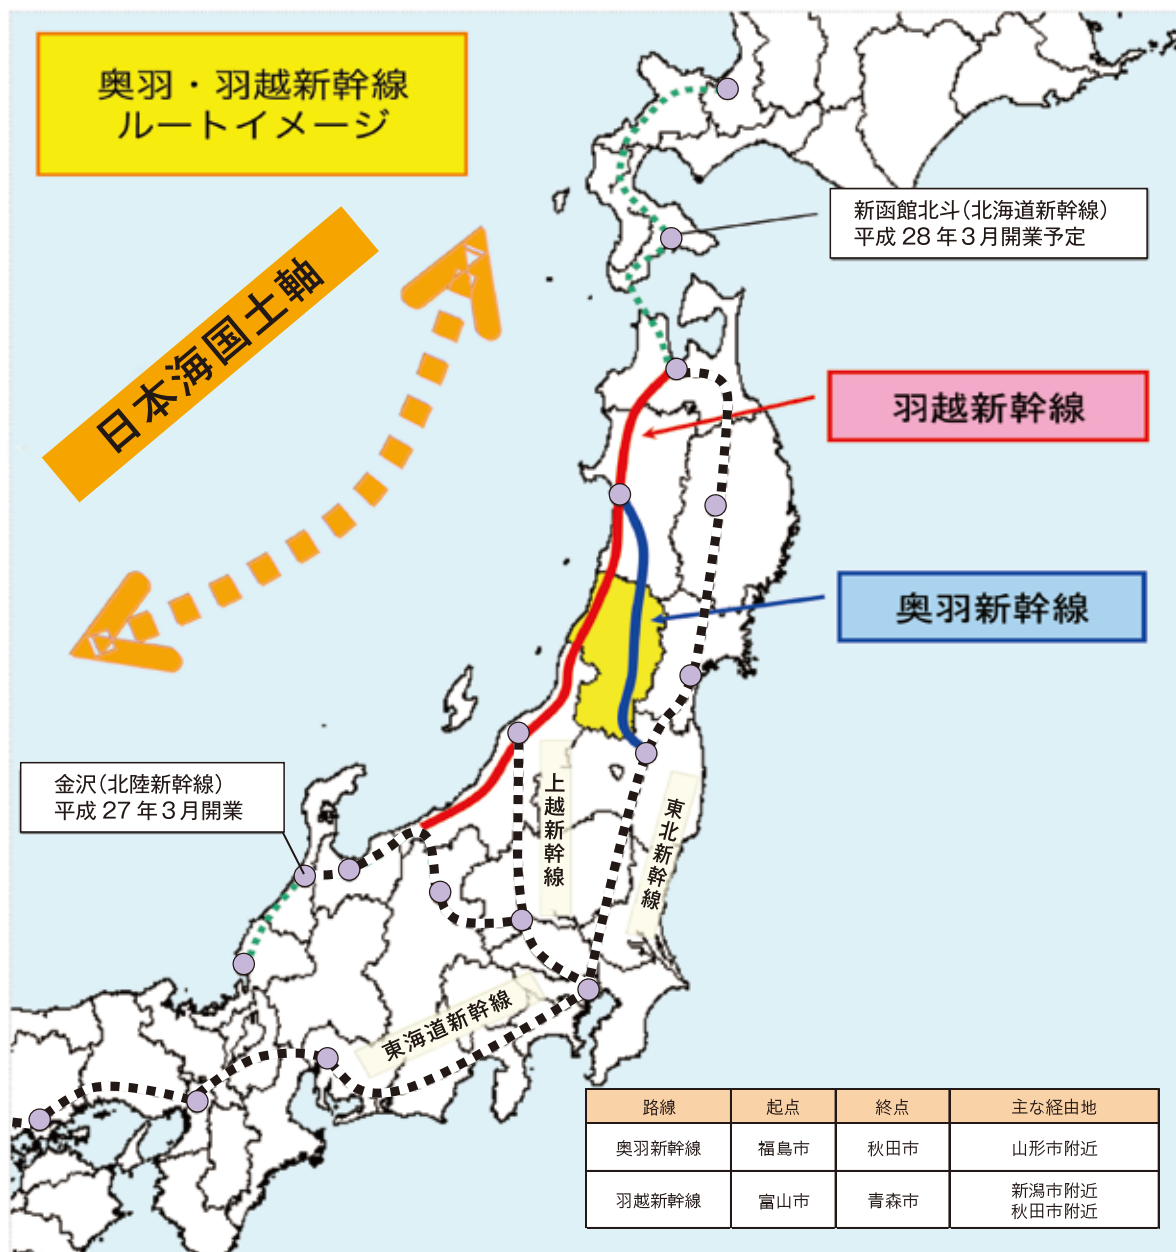 奥羽・羽越新幹線
ルートイメージ
日本海国土軸
新函館北斗(北海道新幹線)
平成28年3月開業予定
羽越新幹線
奥羽新幹線
金沢(北陸新幹線)
平成27年3月開業
上越新幹線
東北新幹線
東海道新幹線
路線 起点 終点 主な経由地
奥羽新幹線 福島市 秋田市 山形市附近
羽越新幹線 富山市 青森市 新潟市附近
秋田市附近